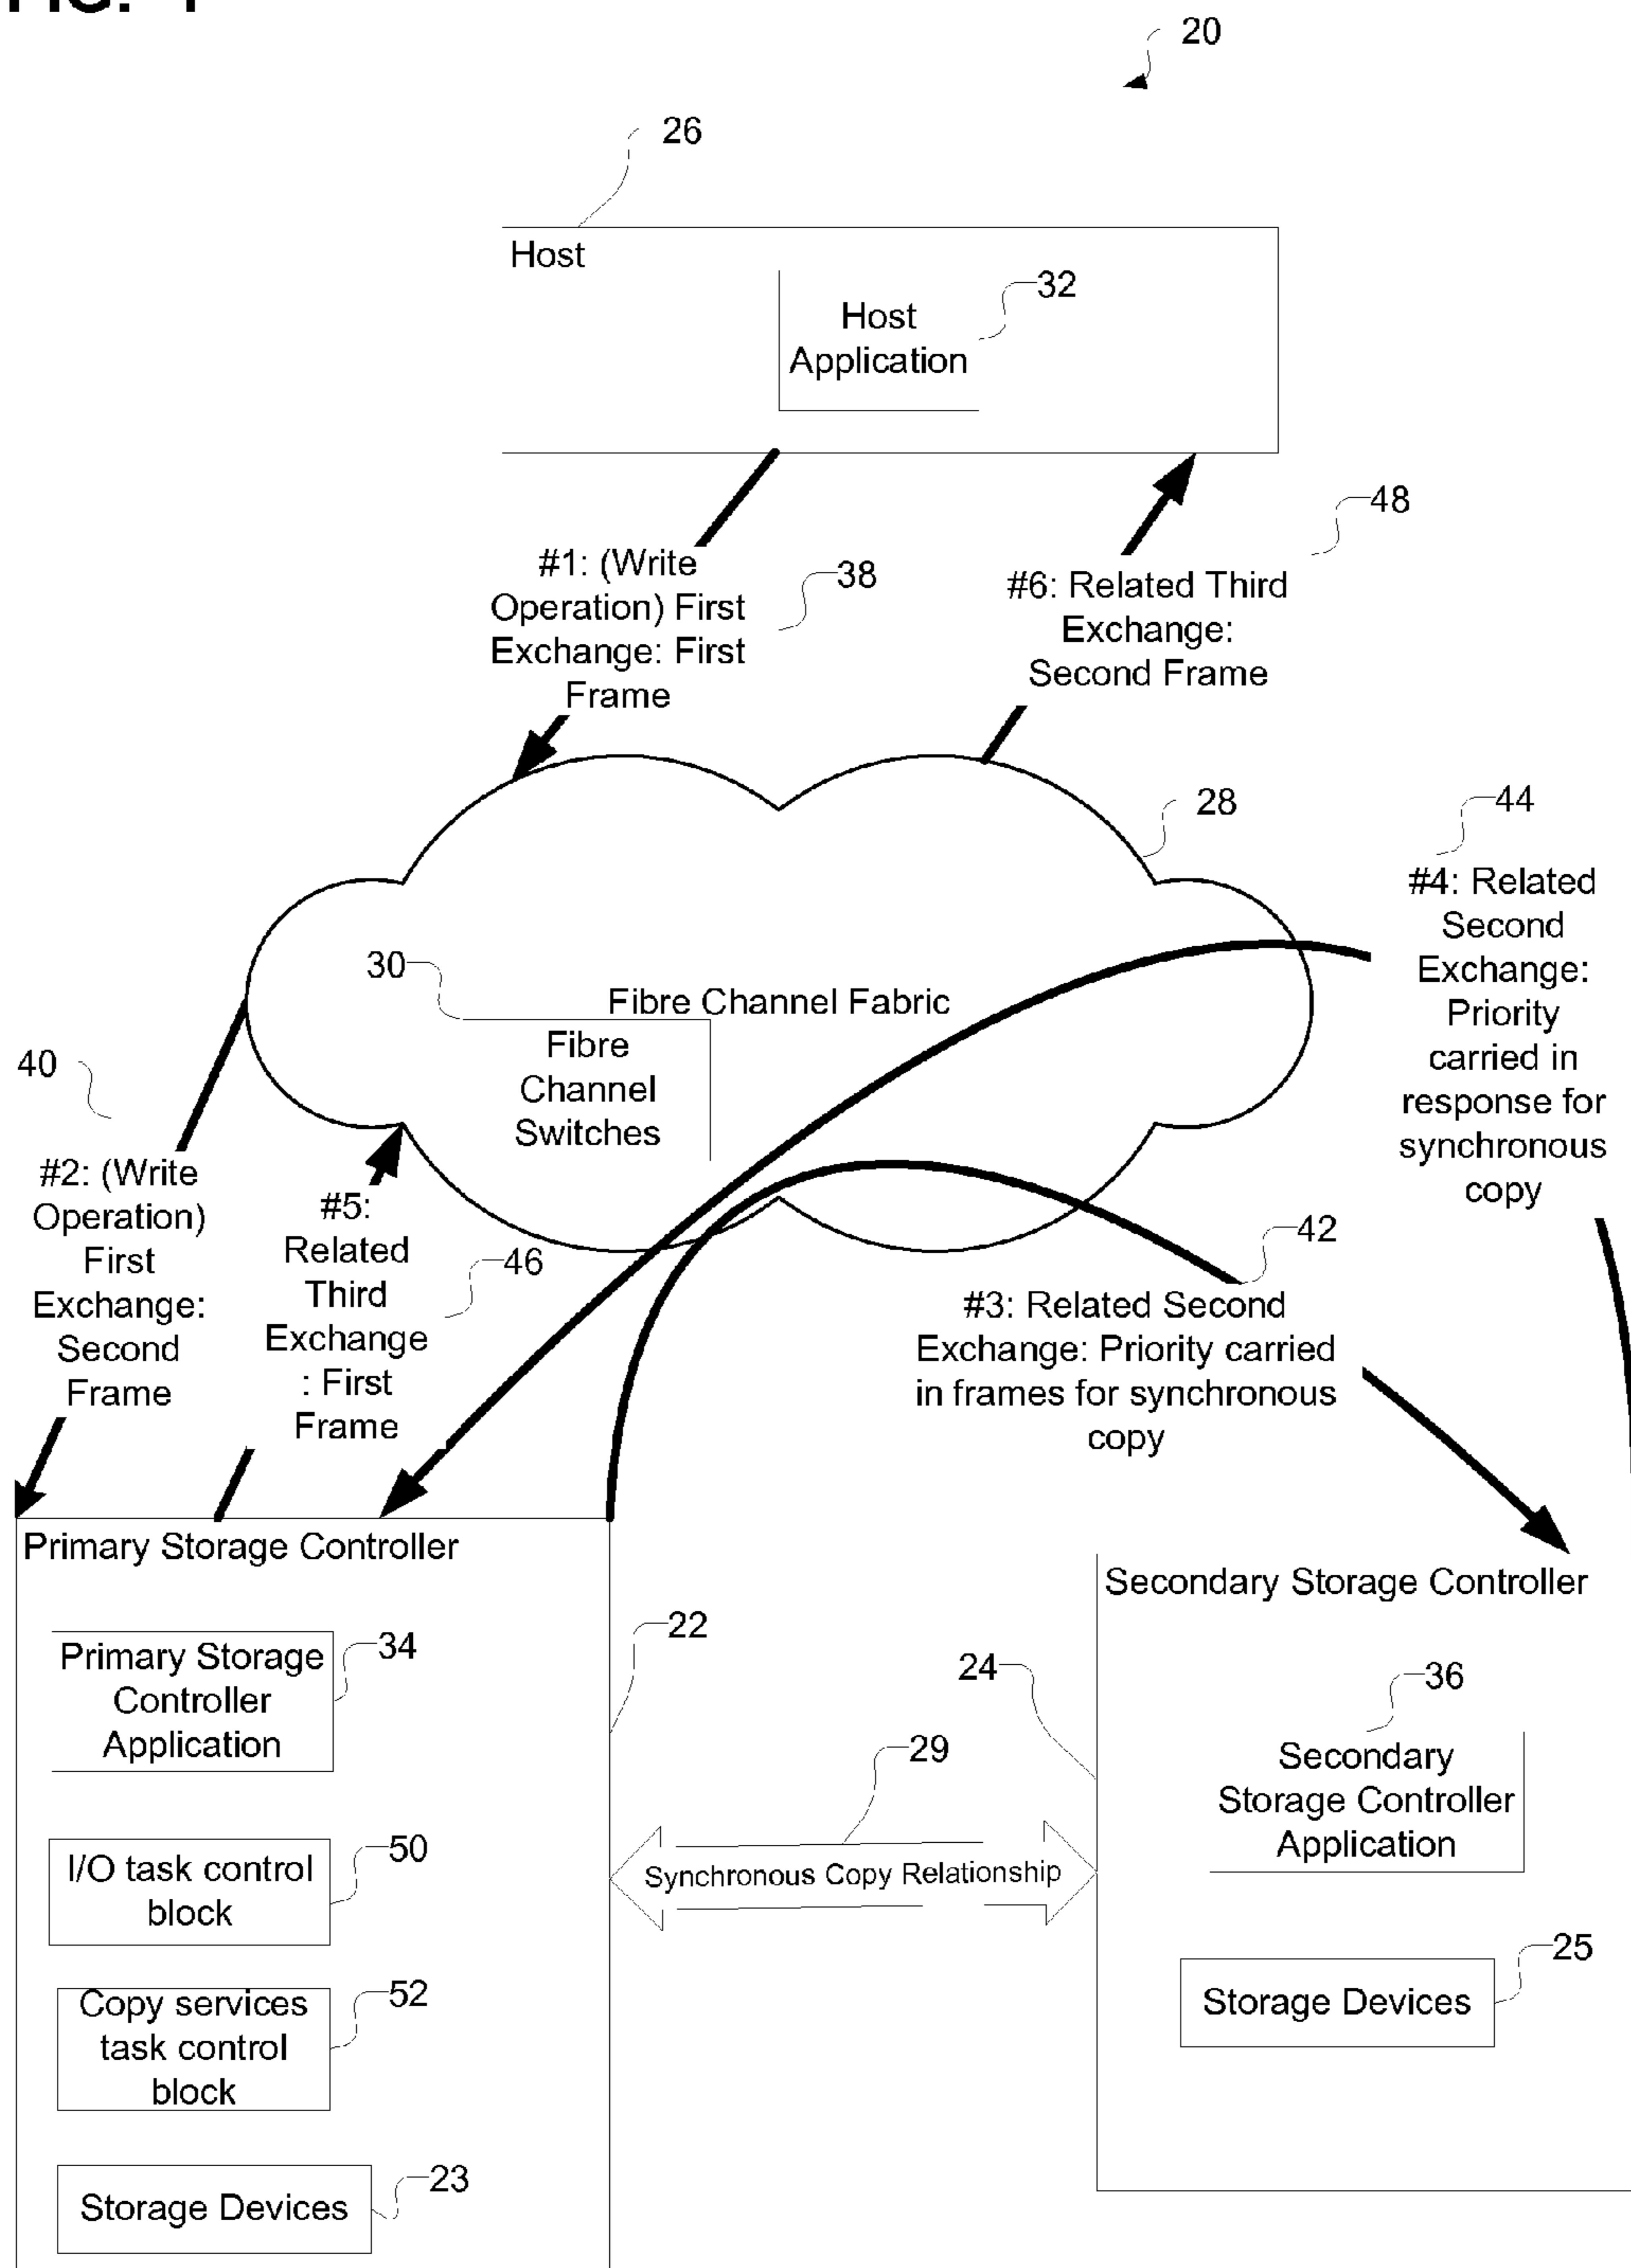 20
26
Host
32
Host
Application
48
#1: (Write
Operation) First
Exchange: First
Frame
38
#6: Related Third
Exchange:
Second Frame
28
44
#4: Related
Second
Exchange:
Priority
carried in
response for
synchronous
copy
30
Fibre Channel Fabric
Fibre
Channel
Switches
40
#2: (Write
Operation)
First
Exchange:
Second
Frame
#5:
Related
Third
Exchange
: First
Frame
46
42
#3: Related Second
Exchange: Priority carried
in frames for synchronous
copy
Primary Storage Controller
22
Primary Storage
Controller
Application
34
I/O task control
block
50
Copy services
task control
block
52
Storage Devices
23
29
Synchronous Copy Relationship
24
Secondary Storage Controller
36
Secondary
Storage Controller
Application
25
Storage Devices